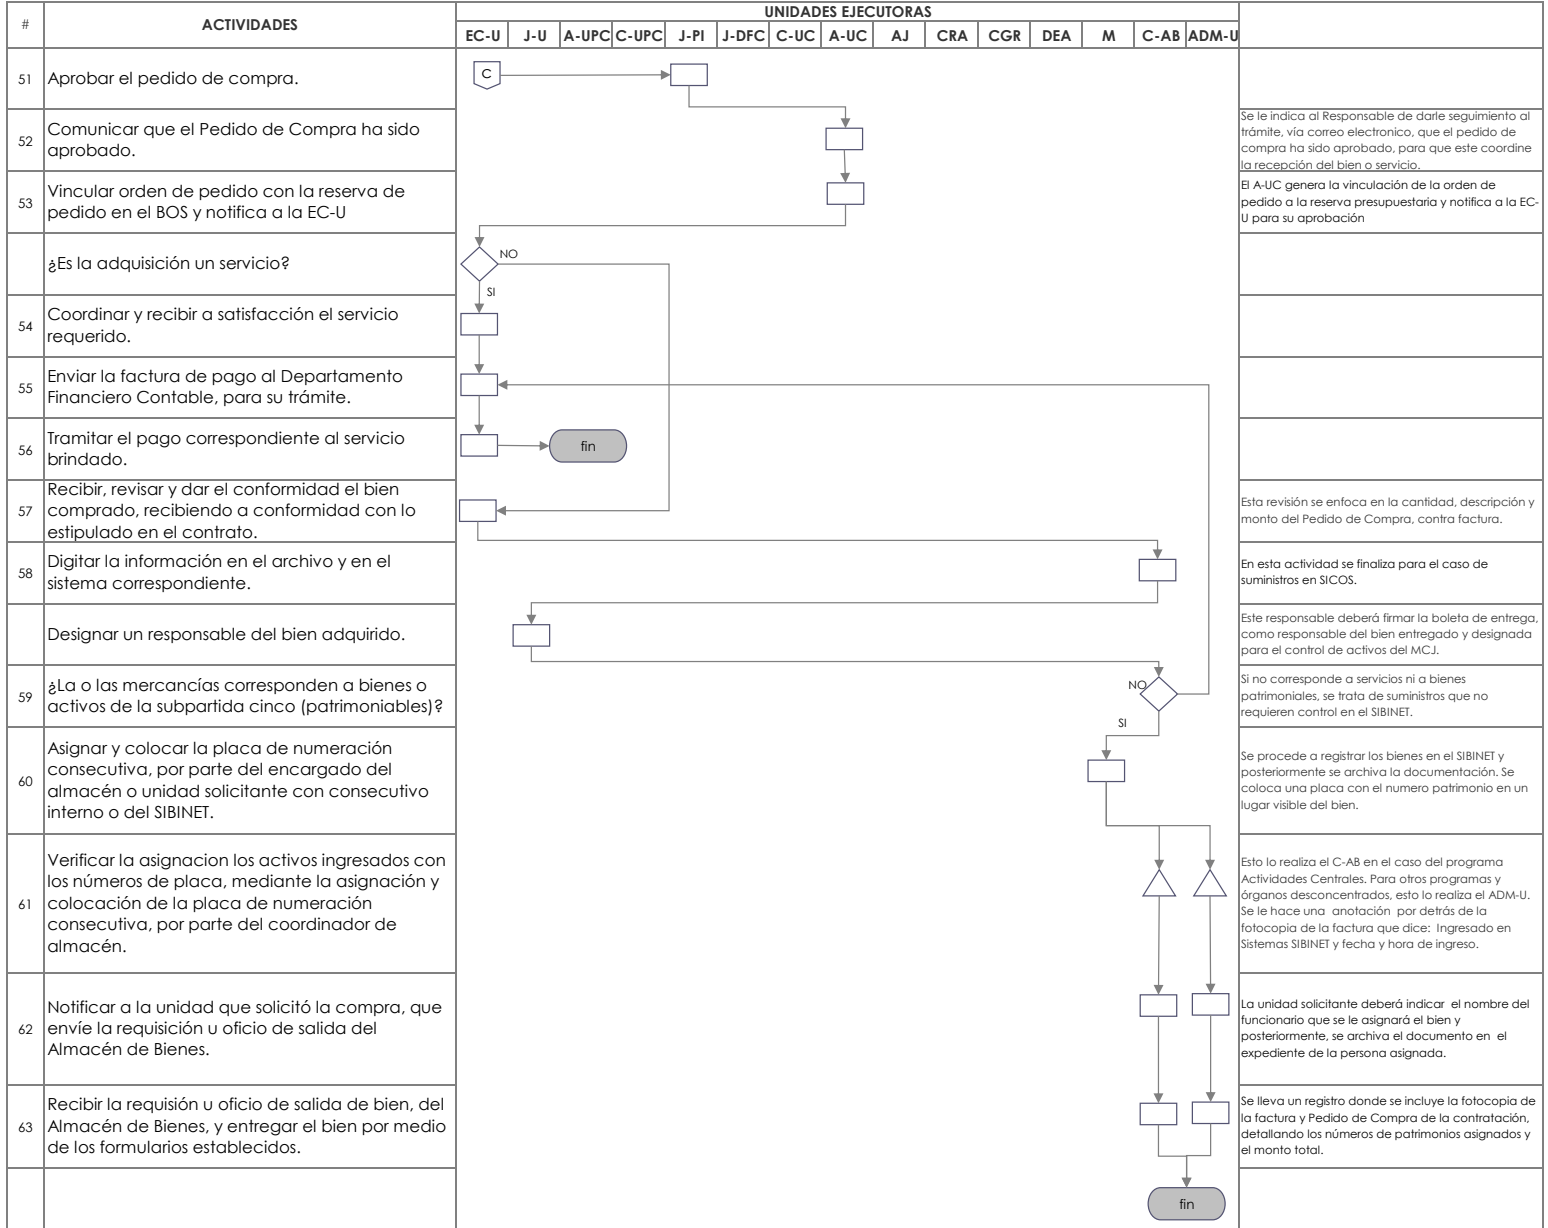 #
ACTIVIDADES
UNIDADES EJECUTORAS
EC-U J-U A-UPC C-UPC J-PI J-DFC C-UC A-UC AJ CRA CGR DEA M C-AB ADM-U
51
Aprobar el pedido de compra.
C
52
Comunicar que el Pedido de Compra ha sido
aprobado.
Se le indica al Responsable de darle seguimiento al
trámite, vía correo electronico, que el pedido de
compra ha sido aprobado, para que este coordine
la recepción del bien o servicio.
53
Vincular orden de pedido con la reserva de
pedido en el BOS y notifica a la EC-U
El A-UC genera la vinculación de la orden de
pedido a la reserva presupuestaria y notifica a la EC-
U para su aprobación
¿Es la adquisición un servicio?
NO
SI
54
Coordinar y recibir a satisfacción el servicio
requerido.
55
Enviar la factura de pago al Departamento
Financiero Contable, para su trámite.
56
Tramitar el pago correspondiente al servicio
brindado.
fin
57
Recibir, revisar y dar el conformidad el bien
comprado, recibiendo a conformidad con lo
estipulado en el contrato.
Esta revisión se enfoca en la cantidad, descripción y
monto del Pedido de Compra, contra factura.
58
Digitar la información en el archivo y en el
sistema correspondiente.
En esta actividad se finaliza para el caso de
suministros en SICOS.
Designar un responsable del bien adquirido.
Este responsable deberá firmar la boleta de entrega,
como responsable del bien entregado y designada
para el control de activos del MCJ.
59
¿La o las mercancías corresponden a bienes o
activos de la subpartida cinco (patrimoniables)?
NO
SI
Si no corresponde a servicios ni a bienes
patrimoniales, se trata de suministros que no
requieren control en el SIBINET.
60
Asignar y colocar la placa de numeración
consecutiva, por parte del encargado del
almacén o unidad solicitante con consecutivo
interno o del SIBINET.
Se procede a registrar los bienes en el SIBINET y
posteriormente se archiva la documentación. Se
coloca una placa con el numero patrimonio en un
lugar visible del bien.
61
Verificar la asignacion los activos ingresados con
los números de placa, mediante la asignación y
colocación de la placa de numeración
consecutiva, por parte del coordinador de
almacén.
Esto lo realiza el C-AB en el caso del programa
Actividades Centrales. Para otros programas y
órganos desconcentrados, esto lo realiza el ADM-U.
Se le hace una anotación por detrás de la
fotocopia de la factura que dice: Ingresado en
Sistemas SIBINET y fecha y hora de ingreso.
62
Notificar a la unidad que solicitó la compra, que
envíe la requisición u oficio de salida del
Almacén de Bienes.
La unidad solicitante deberá indicar el nombre del
funcionario que se le asignará el bien y
posteriormente, se archiva el documento en el
expediente de la persona asignada.
63
Recibir la requisión u oficio de salida de bien, del
Almacén de Bienes, y entregar el bien por medio
de los formularios establecidos.
Se lleva un registro donde se incluye la fotocopia de
la factura y Pedido de Compra de la contratación,
detallando los números de patrimonios asignados y
el monto total.
fin